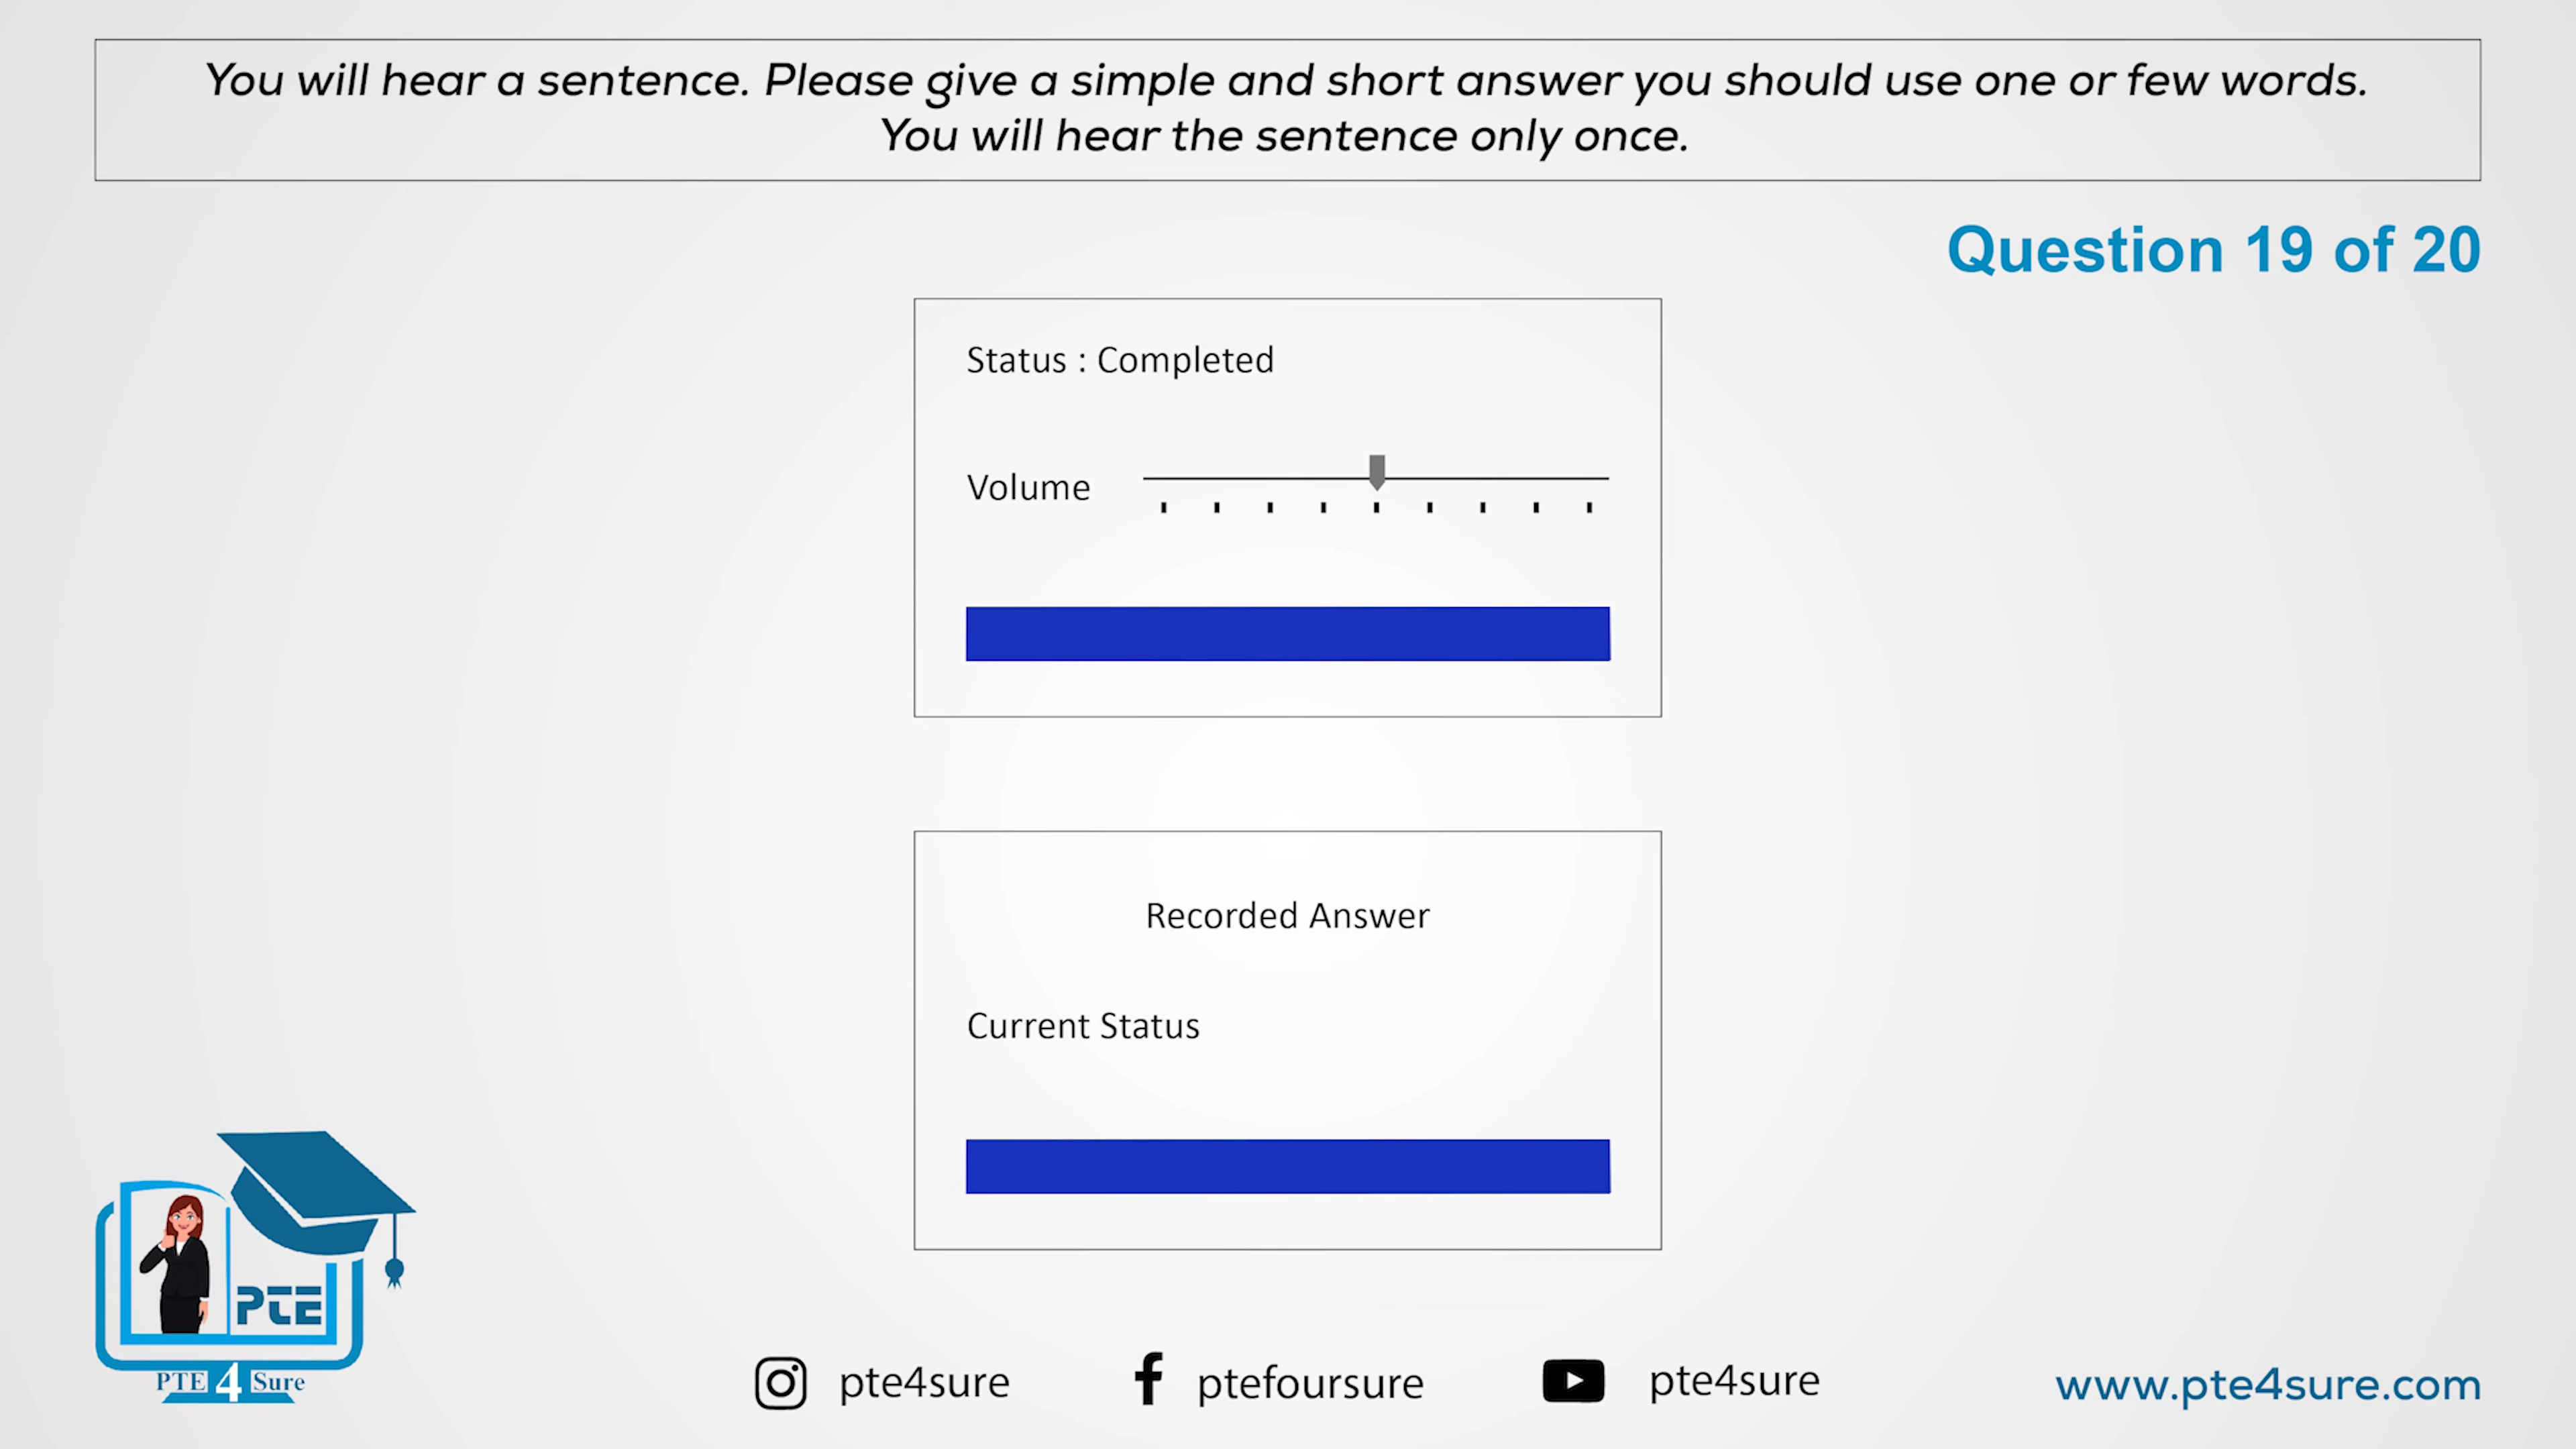 You will hear a sentence. Please give a simple and short answer you should use one or few words.
You will hear the sentence only once.
Question 19 of 20
Status : Completed
Volume
Recorded Answer
Current Status
PTE
PTE 4 Sure
pte4sure
ptefoursure
pte4sure
www.pte4sure.com